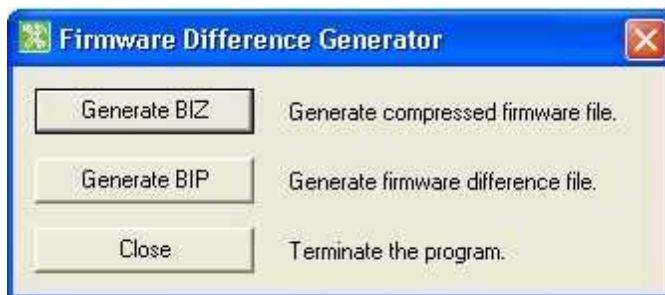 Firmware Difference Generator
Generate BIZ Generate compressed firmware file.
Generate BIP Generate firmware difference file.
Close Terminate the program.